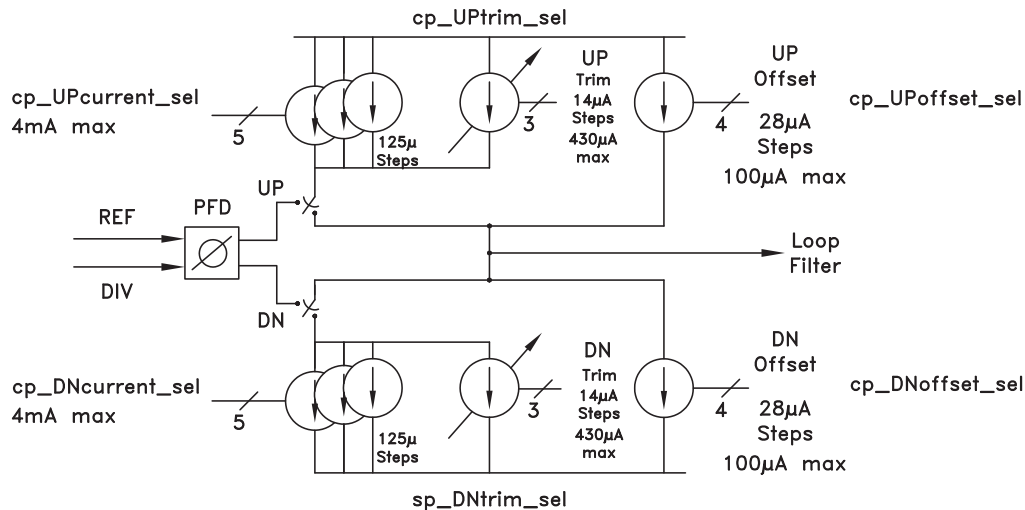 cp_UPtrim_sel
cp_UPcurrent_sel
4mA max
5
125µ
Steps
3
UP
Trim
14µA
Steps
430µA
max
4
UP
Offset
28µA
Steps
100µA max
cp_UPoffset_sel
UP
REF
PFD
DIV
DN
Loop
Filter
cp_DNcurrent_sel
4mA max
5
125µ
Steps
3
DN
Trim
14µA
Steps
430µA
max
4
DN
Offset
28µA
Steps
100µA max
cp_DNoffset_sel
sp_DNtrim_sel